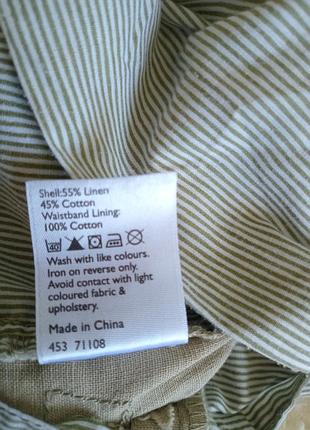 Shell:55% Linen
45% Cotton
Waistband Lining:
100% Cotton
40
Wash with like colours.
Iron on reverse only.
Avoid contact with light
coloured fabric &
upholstery.
Made in China
453 71108